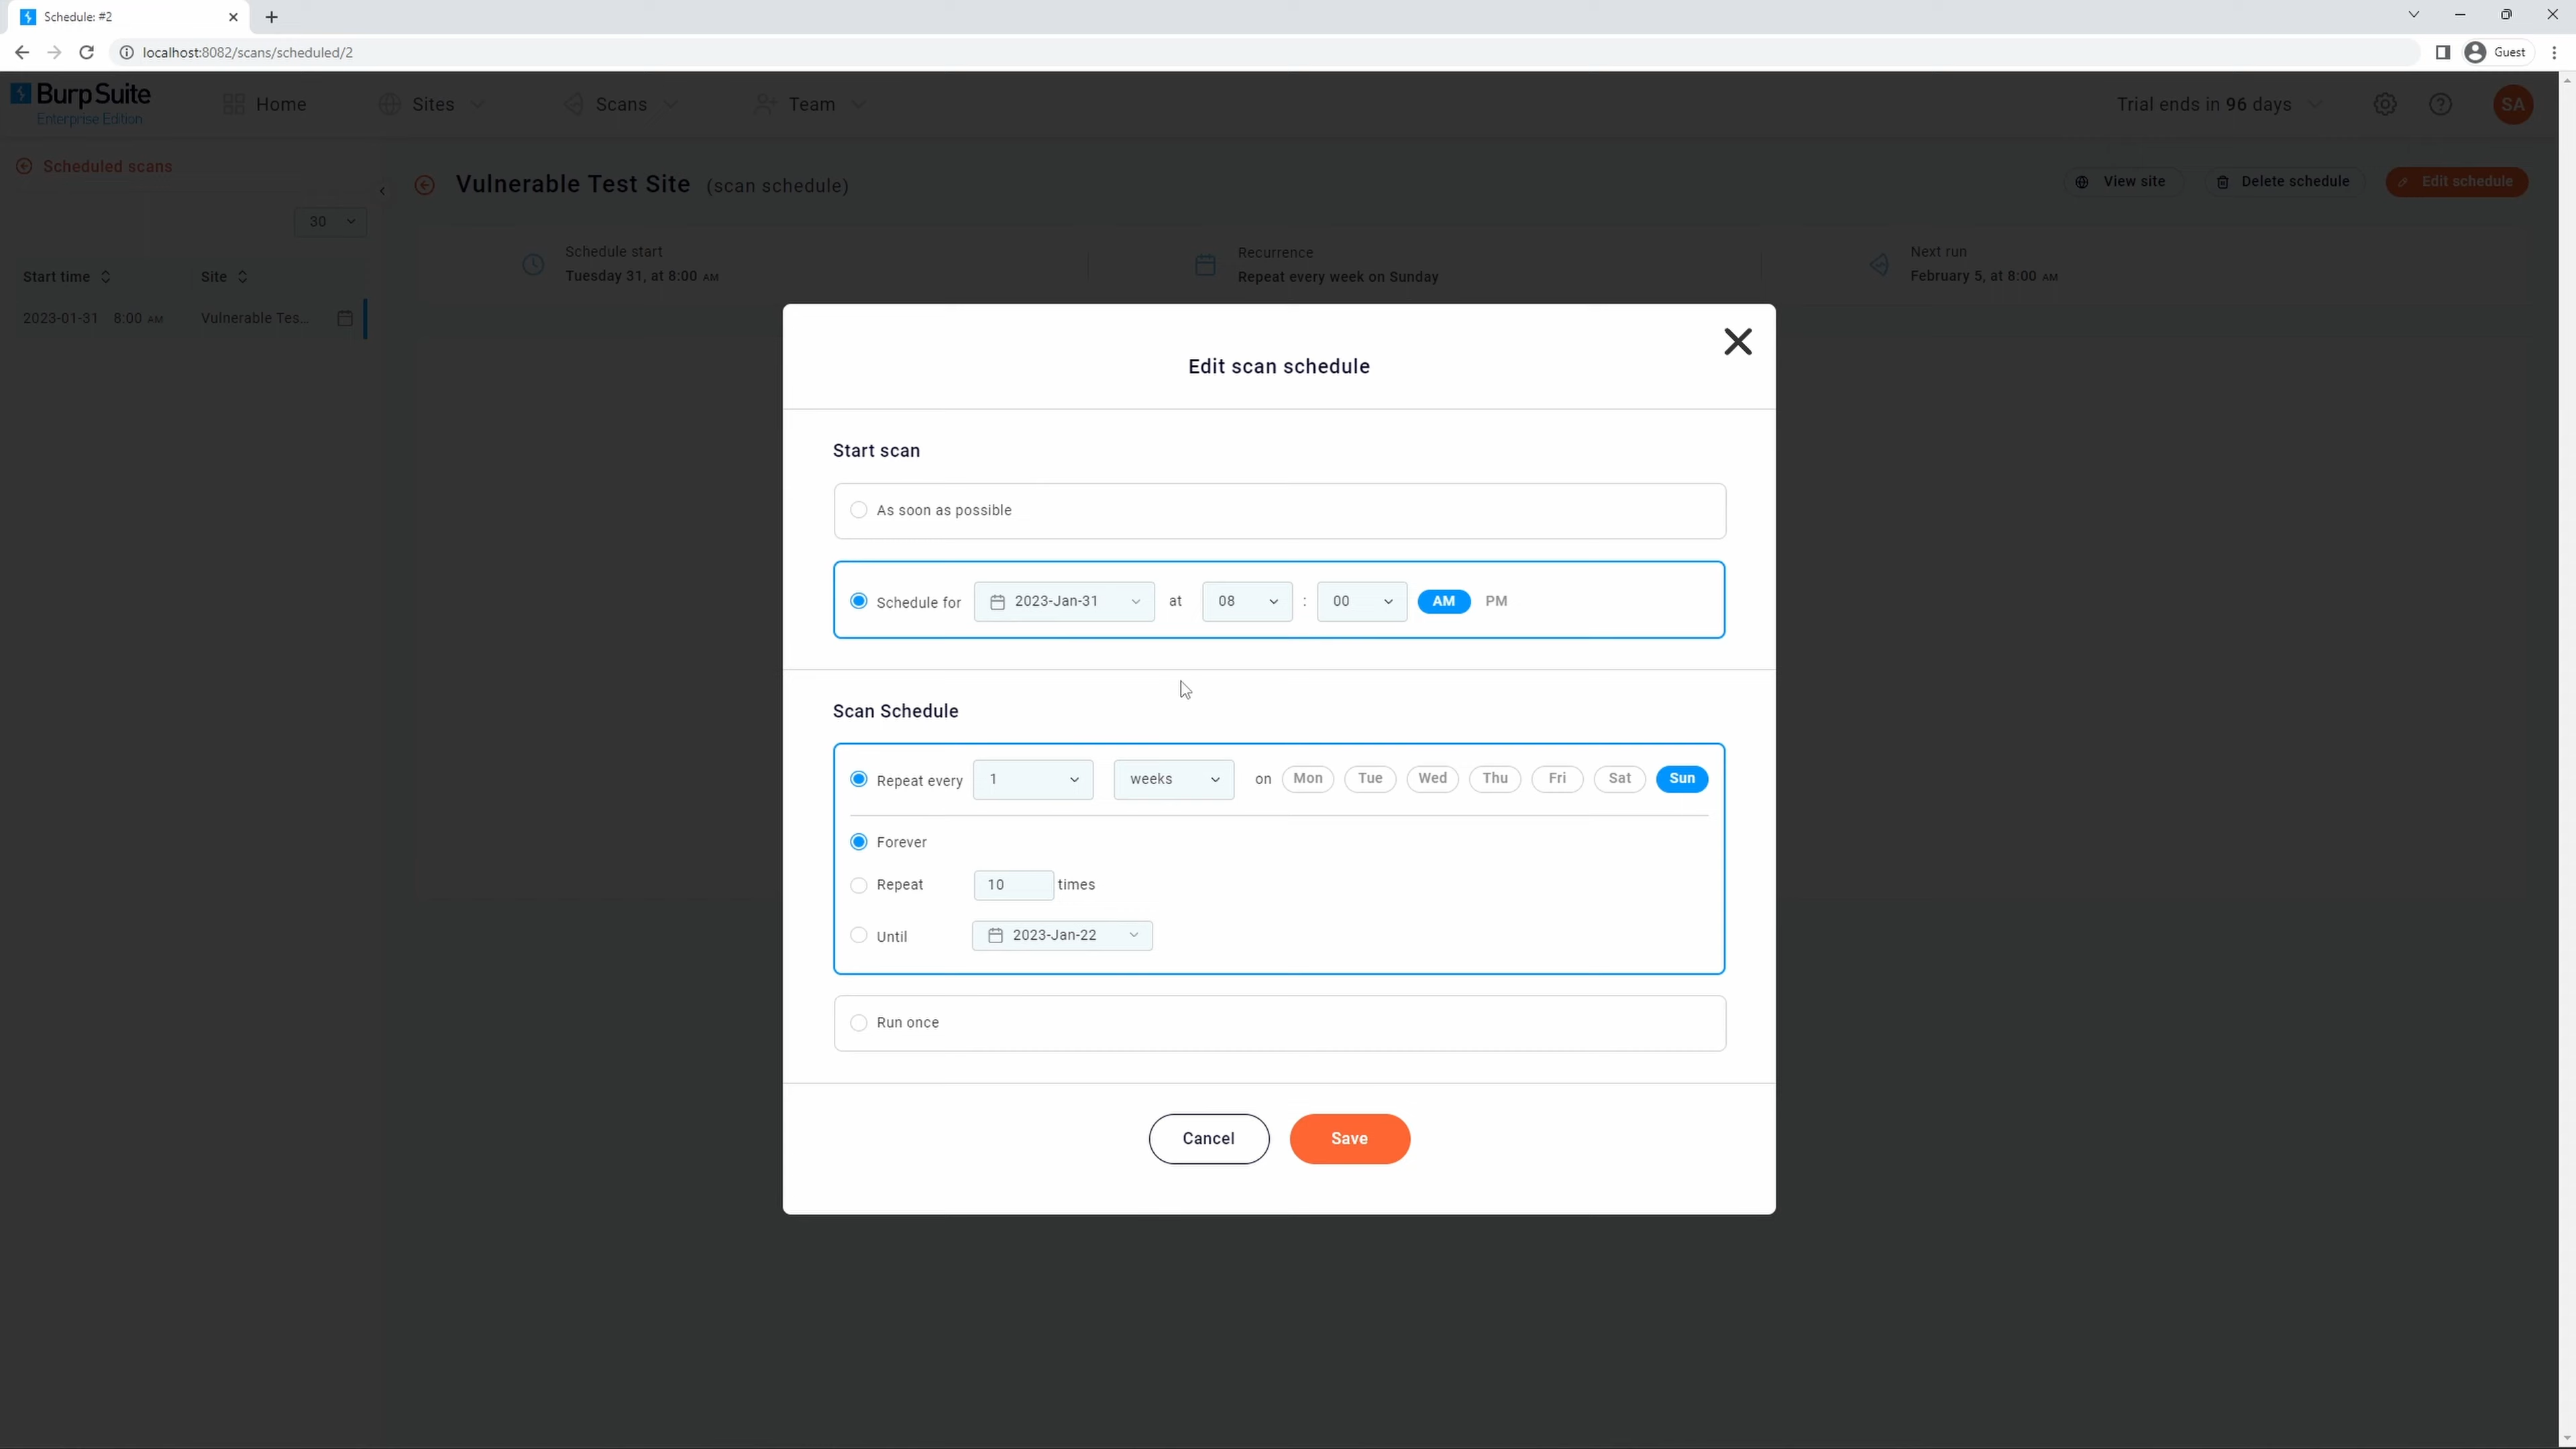 Schedule: #2
localhost:8082/scans/scheduled/2
Guest
BurpSuite
Enterprise Edition
Home
Sites
Scans
Team
Trial ends in 96 days
SA
Scheduled scans
Vulnerable Test Site (scan schedule)
View site
Delete schedule
Edit schedule
30
Schedule start
Tuesday 31, at 8:00 AM
Recurrence
Repeat every week on Sunday
Next run
February 5, at 8:00 AM
Start time
Site
2023-01-31 8:00 AM
Vulnerable Tes...
Edit scan schedule
Start scan
As soon as possible
Schedule for 2023-Jan-31 at 08 : 00 AM PM
Scan Schedule
Repeat every 1 weeks on Mon Tue Wed Thu Fri Sat Sun
Forever
Repeat 10 times
Until 2023-Jan-22
Run once
Cancel
Save